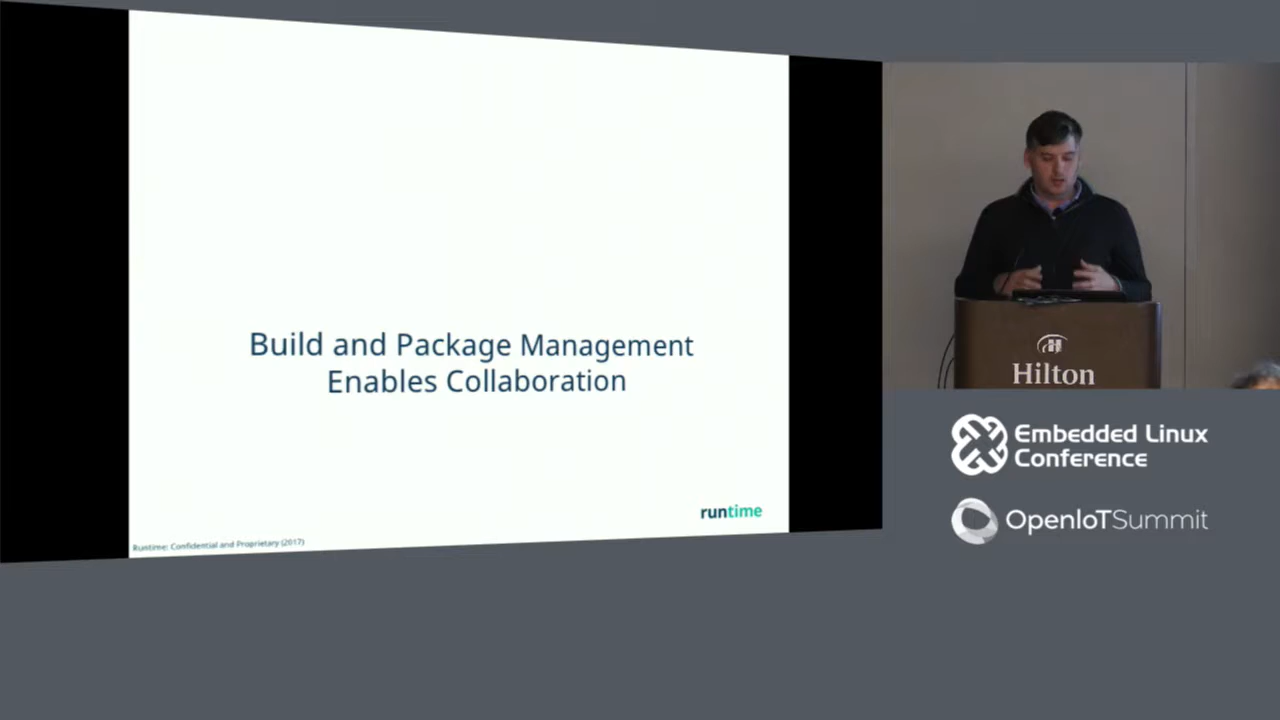 Build and Package Management
Enables Collaboration
runtime
Runtime: Confidential and Proprietary (2017)
Hilton
Embedded Linux
Conference
OpenIoTSummit